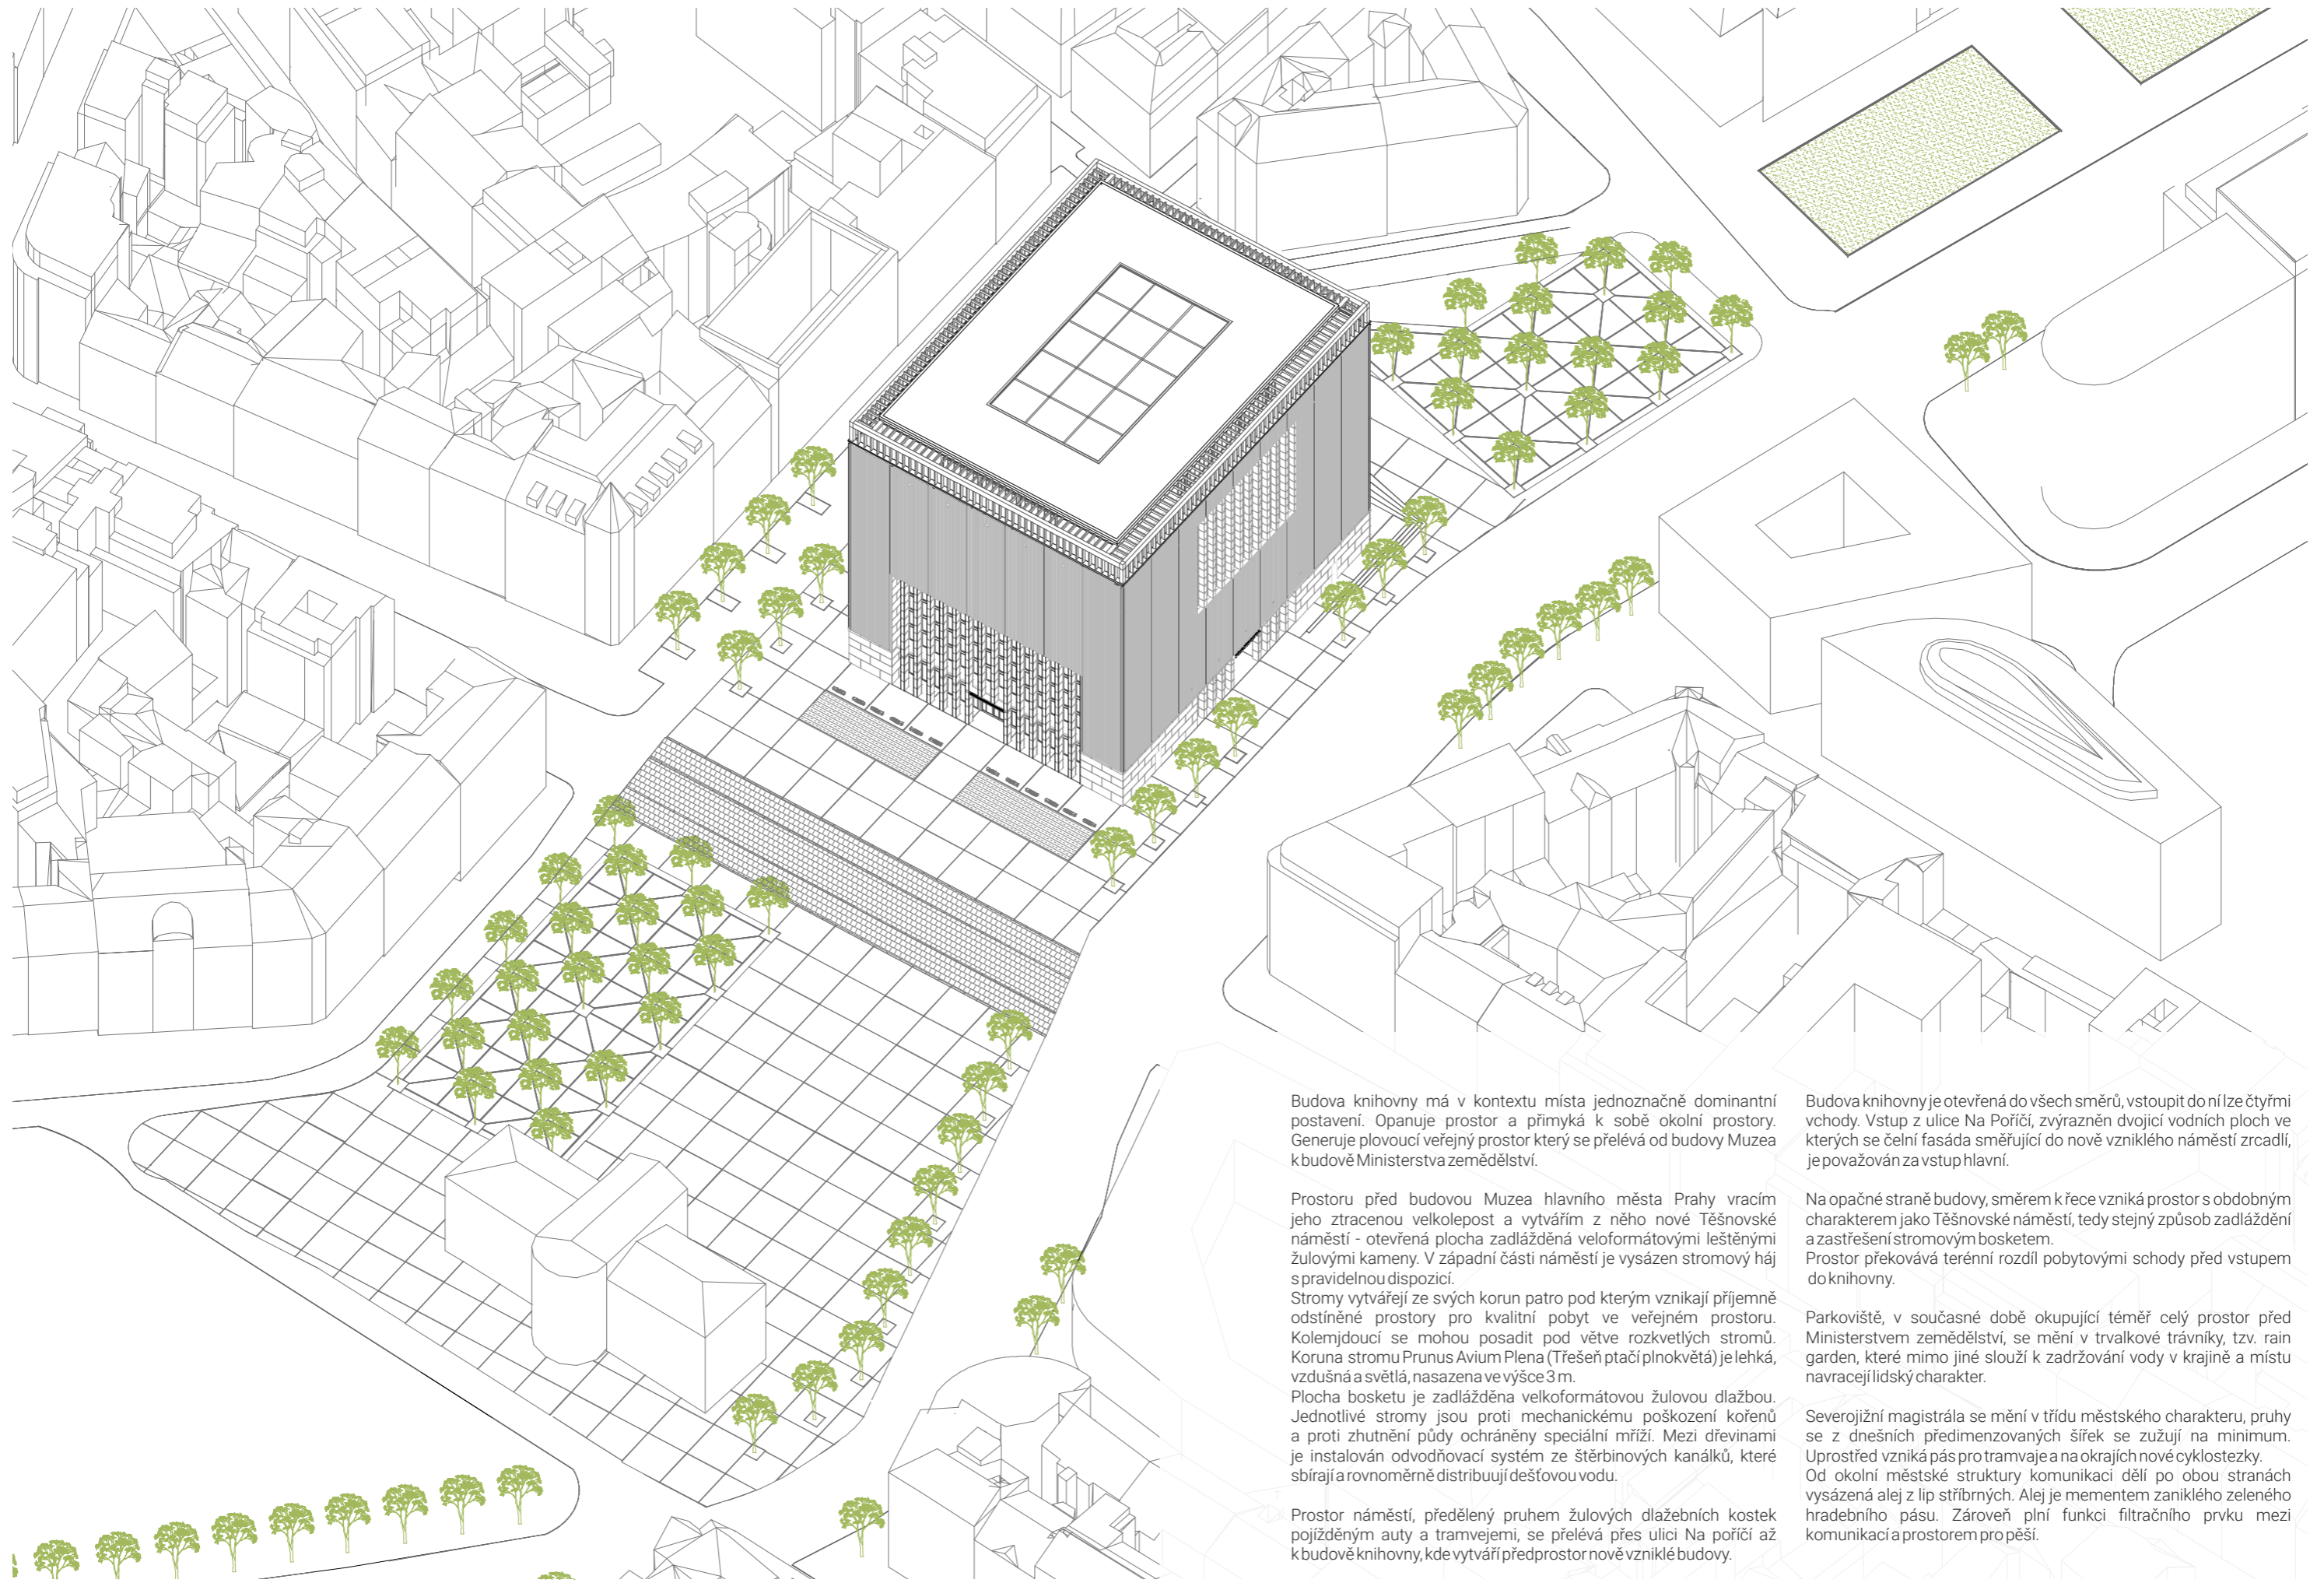 Budova knihovny má v kontextu místa jednoznačně dominantní
postavení. Opanuje prostor a přimyká k sobě okolní prostory.
Generuje plovoucí veřejný prostor který se přelévá od budovy Muzea
k budově Ministerstva zemědělství.
Prostoru před budovou Muzea hlavního města Prahy vracím
jeho ztracenou velkolepost a vytvářím z něho nové Těšnovské
náměstí - otevřená plocha zadlážděná veloformátovými leštěnými
žulovými kameny. V západní části náměstí je vysázen stromový háj
s pravidelnou dispozicí.
Stromy vytvářejí ze svých korun patro pod kterým vznikají příjemně
odstíněné prostory pro kvalitní pobyt ve veřejném prostoru.
Kolemjdoucí se mohou posadit pod větve rozkvetlých stromů.
Koruna stromu Prunus Avium Plena (Třešeň ptačí plnokvětá) je lehká,
vzdušná a světlá, nasazena ve výšce 3 m.
Plocha bosketu je zadlážděna velkoformátovou žulovou dlažbou.
Jednotlivé stromy jsou proti mechanickému poškození kořenů
a proti zhutnění půdy ochráněny speciální mříží. Mezi dřevinami
je instalován odvodňovací systém ze štěrbinových kanálků, které
sbírají a rovnoměrně distribuují dešťovou vodu.
Prostor náměstí, předělený pruhem žulových dlažebních kostek
pojížděným auty a tramvejemi, se přelévá přes ulici Na poříčí až
k budově knihovny, kde vytváří předprostor nově vzniklé budovy.
Budova knihovny je otevřená do všech směrů, vstoupit do ní lze čtyřmi
vchody. Vstup z ulice Na Poříčí, zvýrazněn dvojicí vodních ploch ve
kterých se čelní fasáda směřující do nově vzniklého náměstí zrcadlí,
je považován za vstup hlavní.
Na opačné straně budovy, směrem k řece vzniká prostor s obdobným
charakterem jako Těšnovské náměstí, tedy stejný způsob zadláždění
a zastřešení stromovým bosketem.
Prostor překovává terénní rozdíl pobytovými schody před vstupem
do knihovny.
Parkoviště, v současné době okupující téměř celý prostor před
Ministerstvem zemědělství, se mění v trvalkové trávníky, tzv. rain
garden, které mimo jiné slouží k zadržování vody v krajině a místu
navracejí lidský charakter.
Severojižní magistrála se mění v třídu městského charakteru, pruhy
se z dnešních předimenzovaných šířek se zužují na minimum.
Uprostřed vzniká pás pro tramvaje a na okrajích nové cyklostezky.
Od okolní městské struktury komunikaci dělí po obou stranách
vysázená alej z lip stříbrných. Alej je mementem zaniklého zeleného
hradebního pásu. Zároveň plní funkci filtračního prvku mezi
komunikací a prostorem pro pěší.